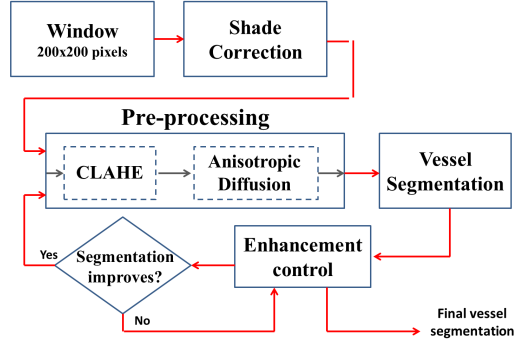 Window
200x200 pixels
Shade
Correction
Pre-processing
CLAHE
Anisotropic
Diffusion
Vessel
Segmentation
Yes
Segmentation
improves?
No
Enhancement
control
Final vessel
segmentation